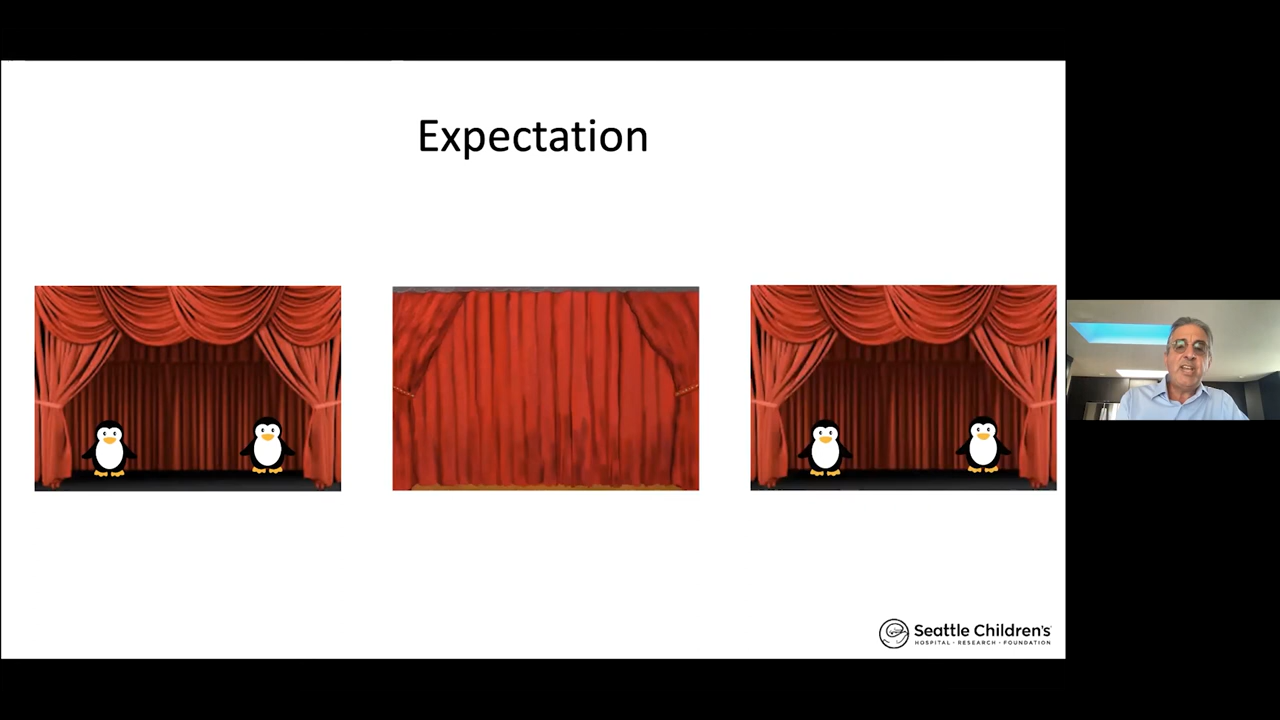 Expectation
Seattle Children's
HOSPITAL · RESEARCH · FOUNDATION